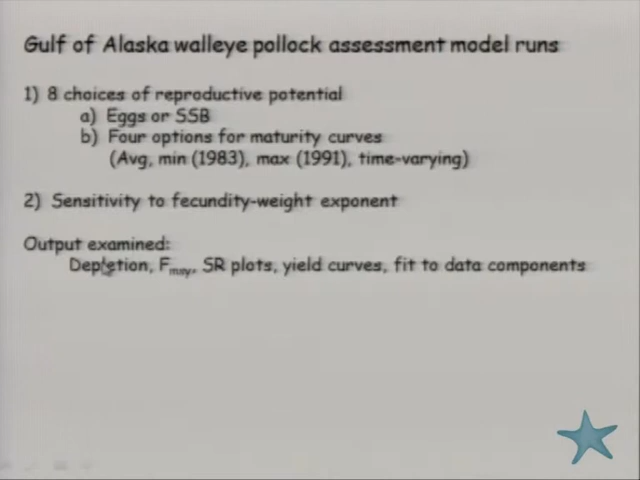 Gulf of Alaska walleye pollock assessment model runs
1) 8 choices of reproductive potential
a) Eggs or SSB
b) Four options for maturity curves
(Avg, min (1983), max (1991), time-varying)
2) Sensitivity to fecundity-weight exponent
Output examined:
Depletion, Fmsy, SR plots, yield curves, fit to data components